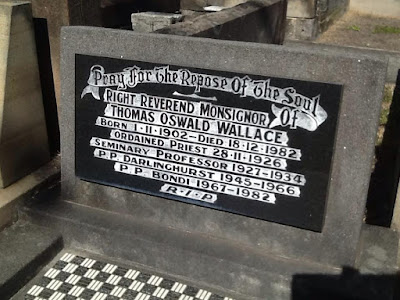 Pray For The Repose Of The Soul
Of
Right Reverend Monsignor
Thomas Oswald Wallace
Born 1·11·1902 - Died 18·12·1982
Ordained Priest 28·11·1926
Seminary Professor 1927-1934
P.P. Darlinghurst 1945-1966
P.P. Bondi 1967-1982
R·I·P